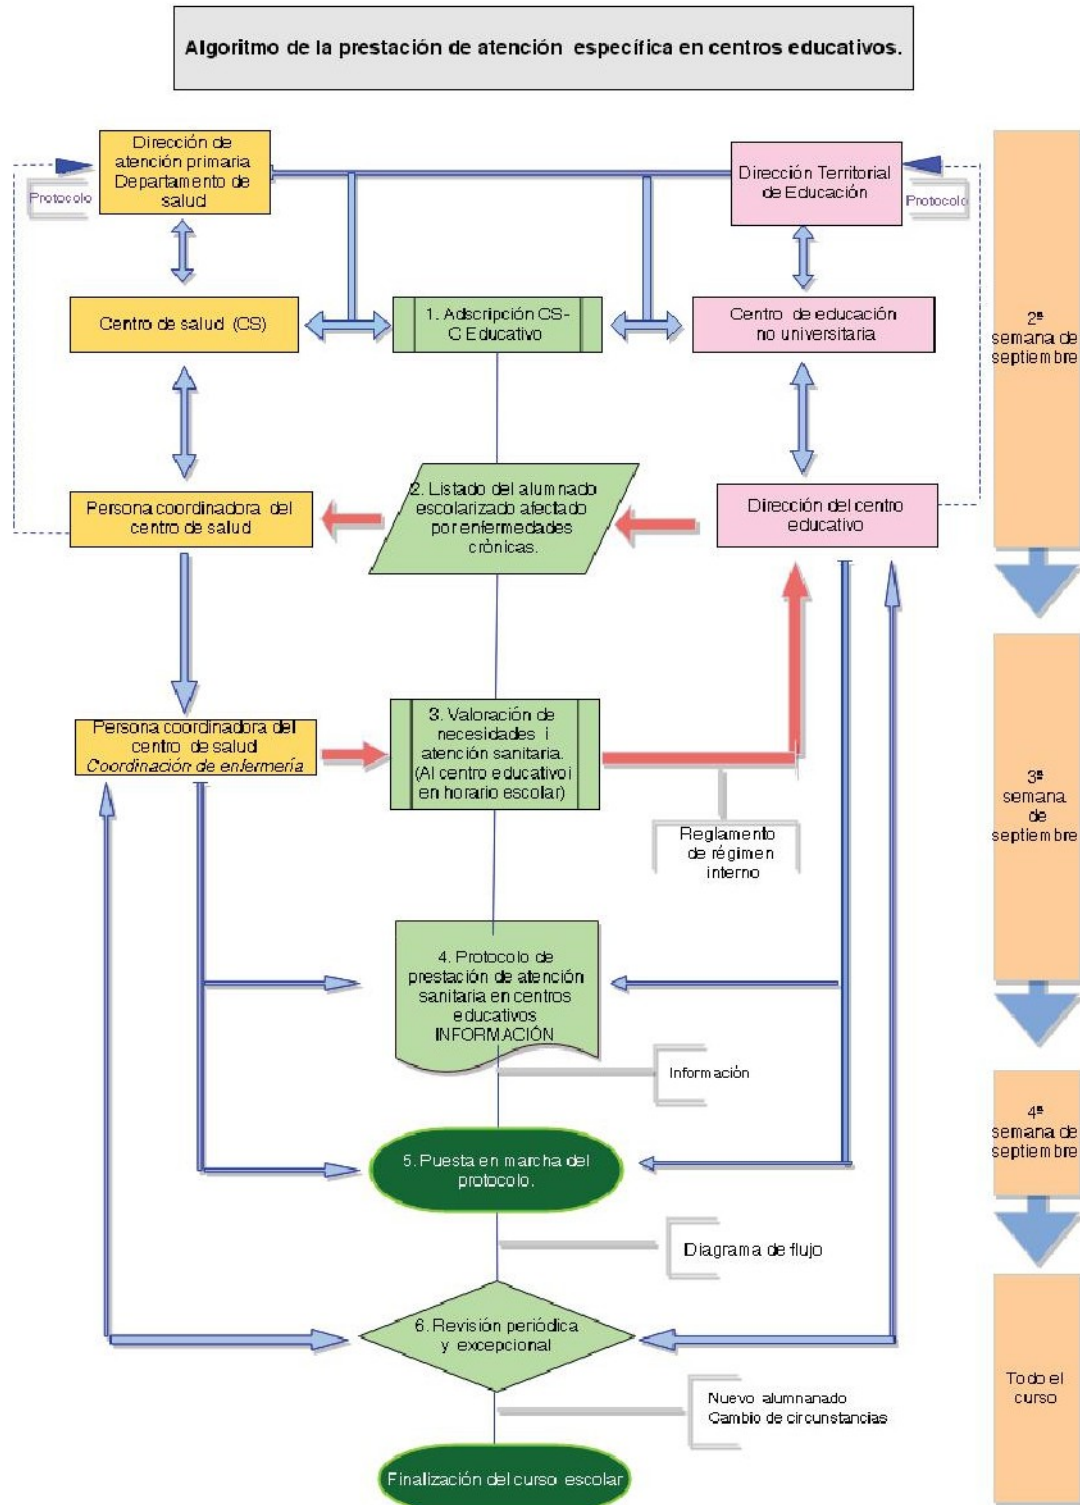 Algoritmo de la prestación de atención específica en centros educativos.
Dirección de
atención primaria
Departamento de
salud
Dirección Territorial
de Educación
Protocolo
Protocolo
Centro de salud (CS)
1. Adscripción CS-
C Educativo
Centro de educación
no universitaria
2ª
semana de
septiembre
Persona coordinadora del
centro de salud
2. Listado del alumnado
escolarizado afectado
por enfermedades
crònicas.
Dirección del centro
educativo
Persona coordinadora del
centro de salud
Coordinación de enfermería
3. Valoración de
necesidades i
atención sanitaria.
(Al centro educativo i
en horario escolar)
Reglamento
de régimen
interno
3ª
semana
de
septiembre
4. Protocolo de
prestación de atención
sanitaria en centros
educativos
INFORMACIÓN
Información
5. Puesta en marcha del
protocolo.
4ª
semana de
septiembre
Diagrama de flujo
6. Revisión periódica
y excepcional
Nuevo alumnanado
Cambio de circunstancias
Todo el
curso
Finalización del curso escolar